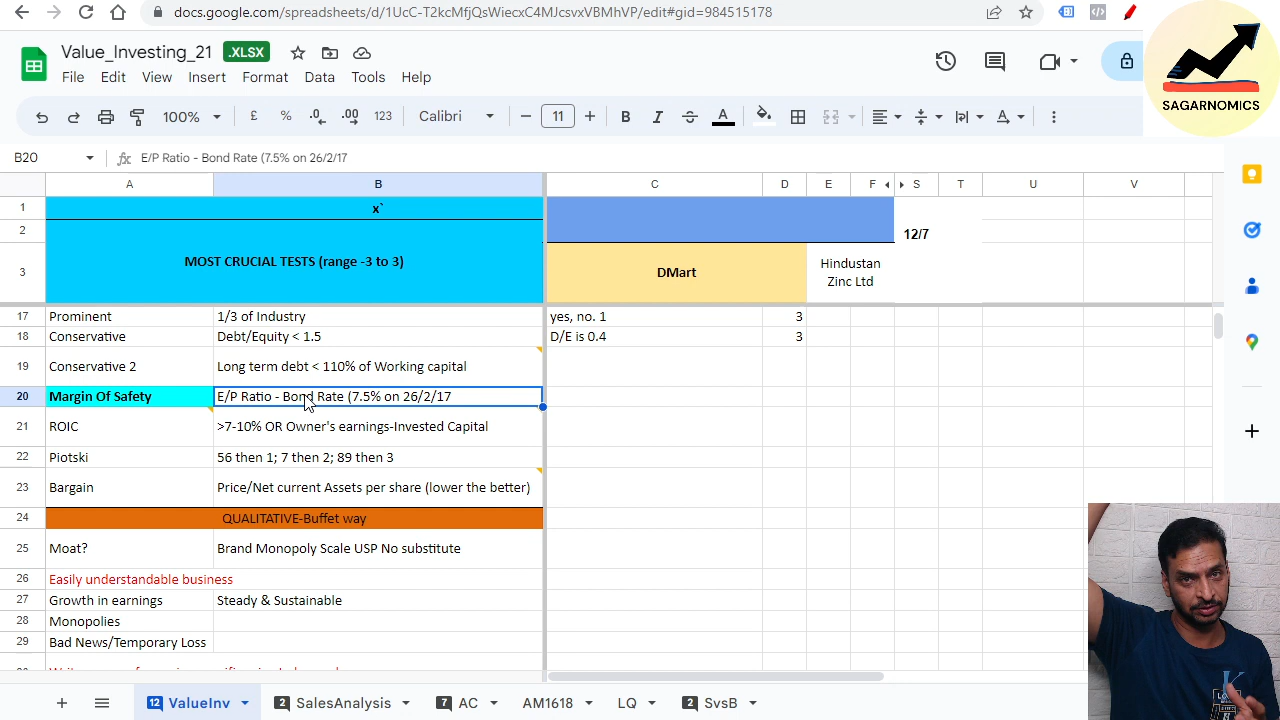 docs.google.com/spreadsheets/d/1UcC-T2kcMfjQsWiecxC4MJcsvxVBMhVP/edit#gid=984515178
Value_Investing_21 .XLSX
File Edit View Insert Format Data Tools Help
SAGARNOMICS
100% £ % .0 .00 123 Calibri 11 B I S A
B20 fx E/P Ratio - Bond Rate (7.5% on 26/2/17
A B C D E F S T U V
1 x`
2 12/7
3 MOST CRUCIAL TESTS (range -3 to 3) DMart Hindustan
Zinc Ltd
17 Prominent 1/3 of Industry yes, no. 1 3
18 Conservative Debt/Equity < 1.5 D/E is 0.4 3
19 Conservative 2 Long term debt < 110% of Working capital
20 Margin Of Safety E/P Ratio - Bond Rate (7.5% on 26/2/17
21 ROIC >7-10% OR Owner's earnings-Invested Capital
22 Piotski 56 then 1; 7 then 2; 89 then 3
23 Bargain Price/Net current Assets per share (lower the better)
24 QUALITATIVE-Buffet way
25 Moat? Brand Monopoly Scale USP No substitute
26 Easily understandable business
27 Growth in earnings Steady & Sustainable
28 Monopolies
29 Bad News/Temporary Loss
12 ValueInv 2 SalesAnalysis 7 AC AM1618 LQ 2 SvsB